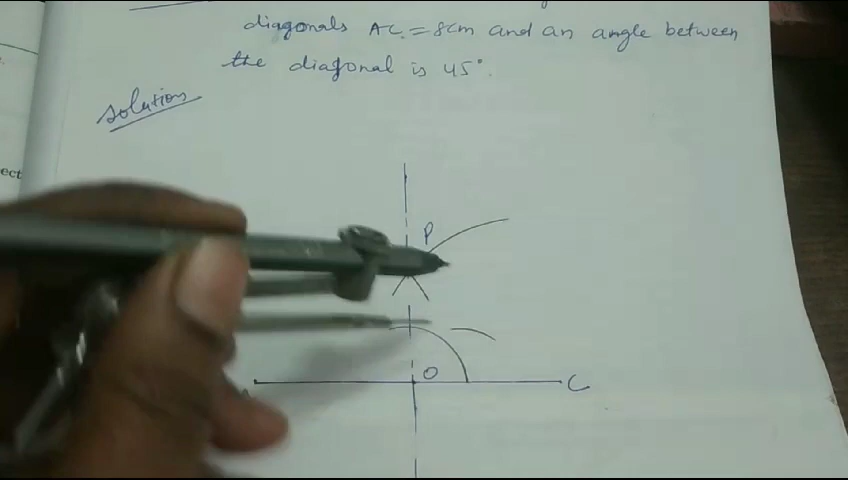 diagonals AC = 8cm and an angle between
the diagonal is 45°.
solution
P
O
C
ect